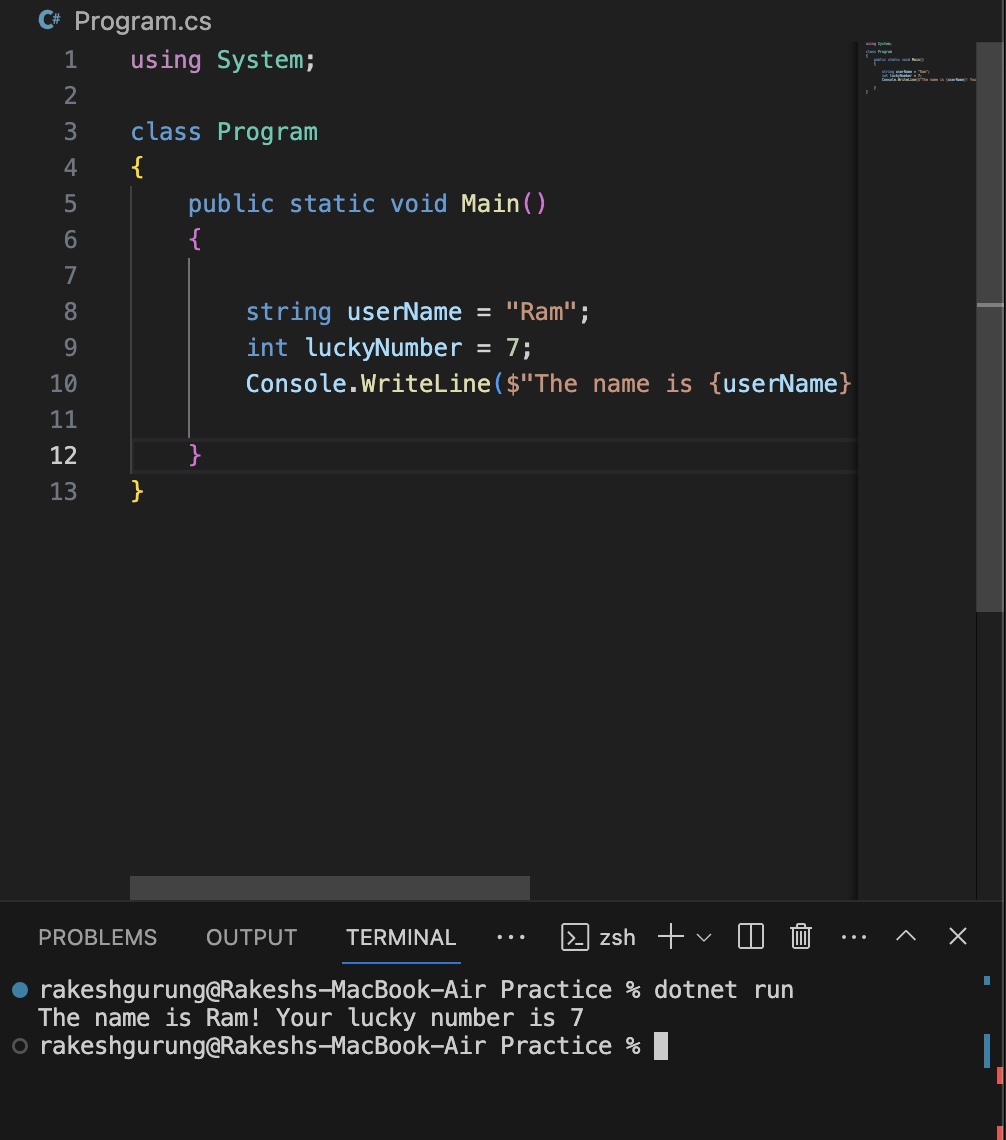 C# Program.cs
1 using System;
2
3 class Program
4 {
5     public static void Main()
6     {
7
8         string userName = "Ram";
9         int luckyNumber = 7;
10         Console.WriteLine($"The name is {userName}
11
12     }
13 }
PROBLEMS OUTPUT TERMINAL ... zsh ...
rakeshgurung@Rakeshs-MacBook-Air Practice % dotnet run
The name is Ram! Your lucky number is 7
rakeshgurung@Rakeshs-MacBook-Air Practice %